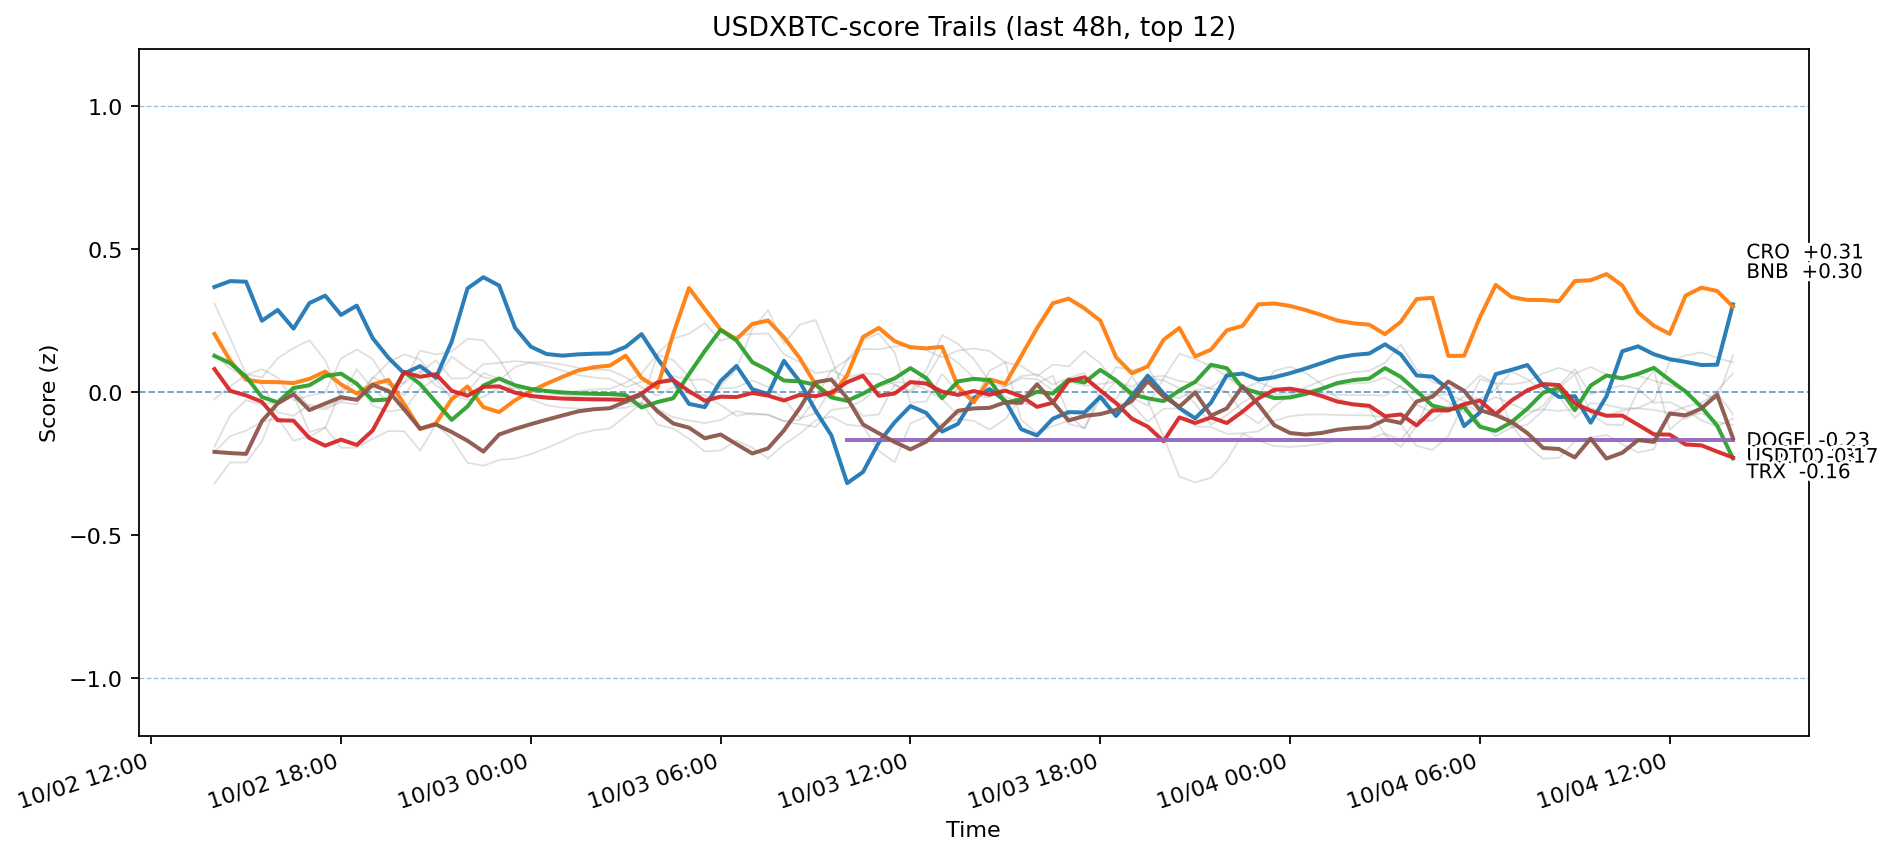 USDXBTC-score Trails (last 48h, top 12)
Score (z)
1.0
0.5
0.0
−0.5
−1.0
CRO +0.31
BNB +0.30
DOGE -0.23
TRX -0.16
10/02 12:00
10/02 18:00
10/03 00:00
10/03 06:00
10/03 12:00
10/03 18:00
10/04 00:00
10/04 06:00
10/04 12:00
Time